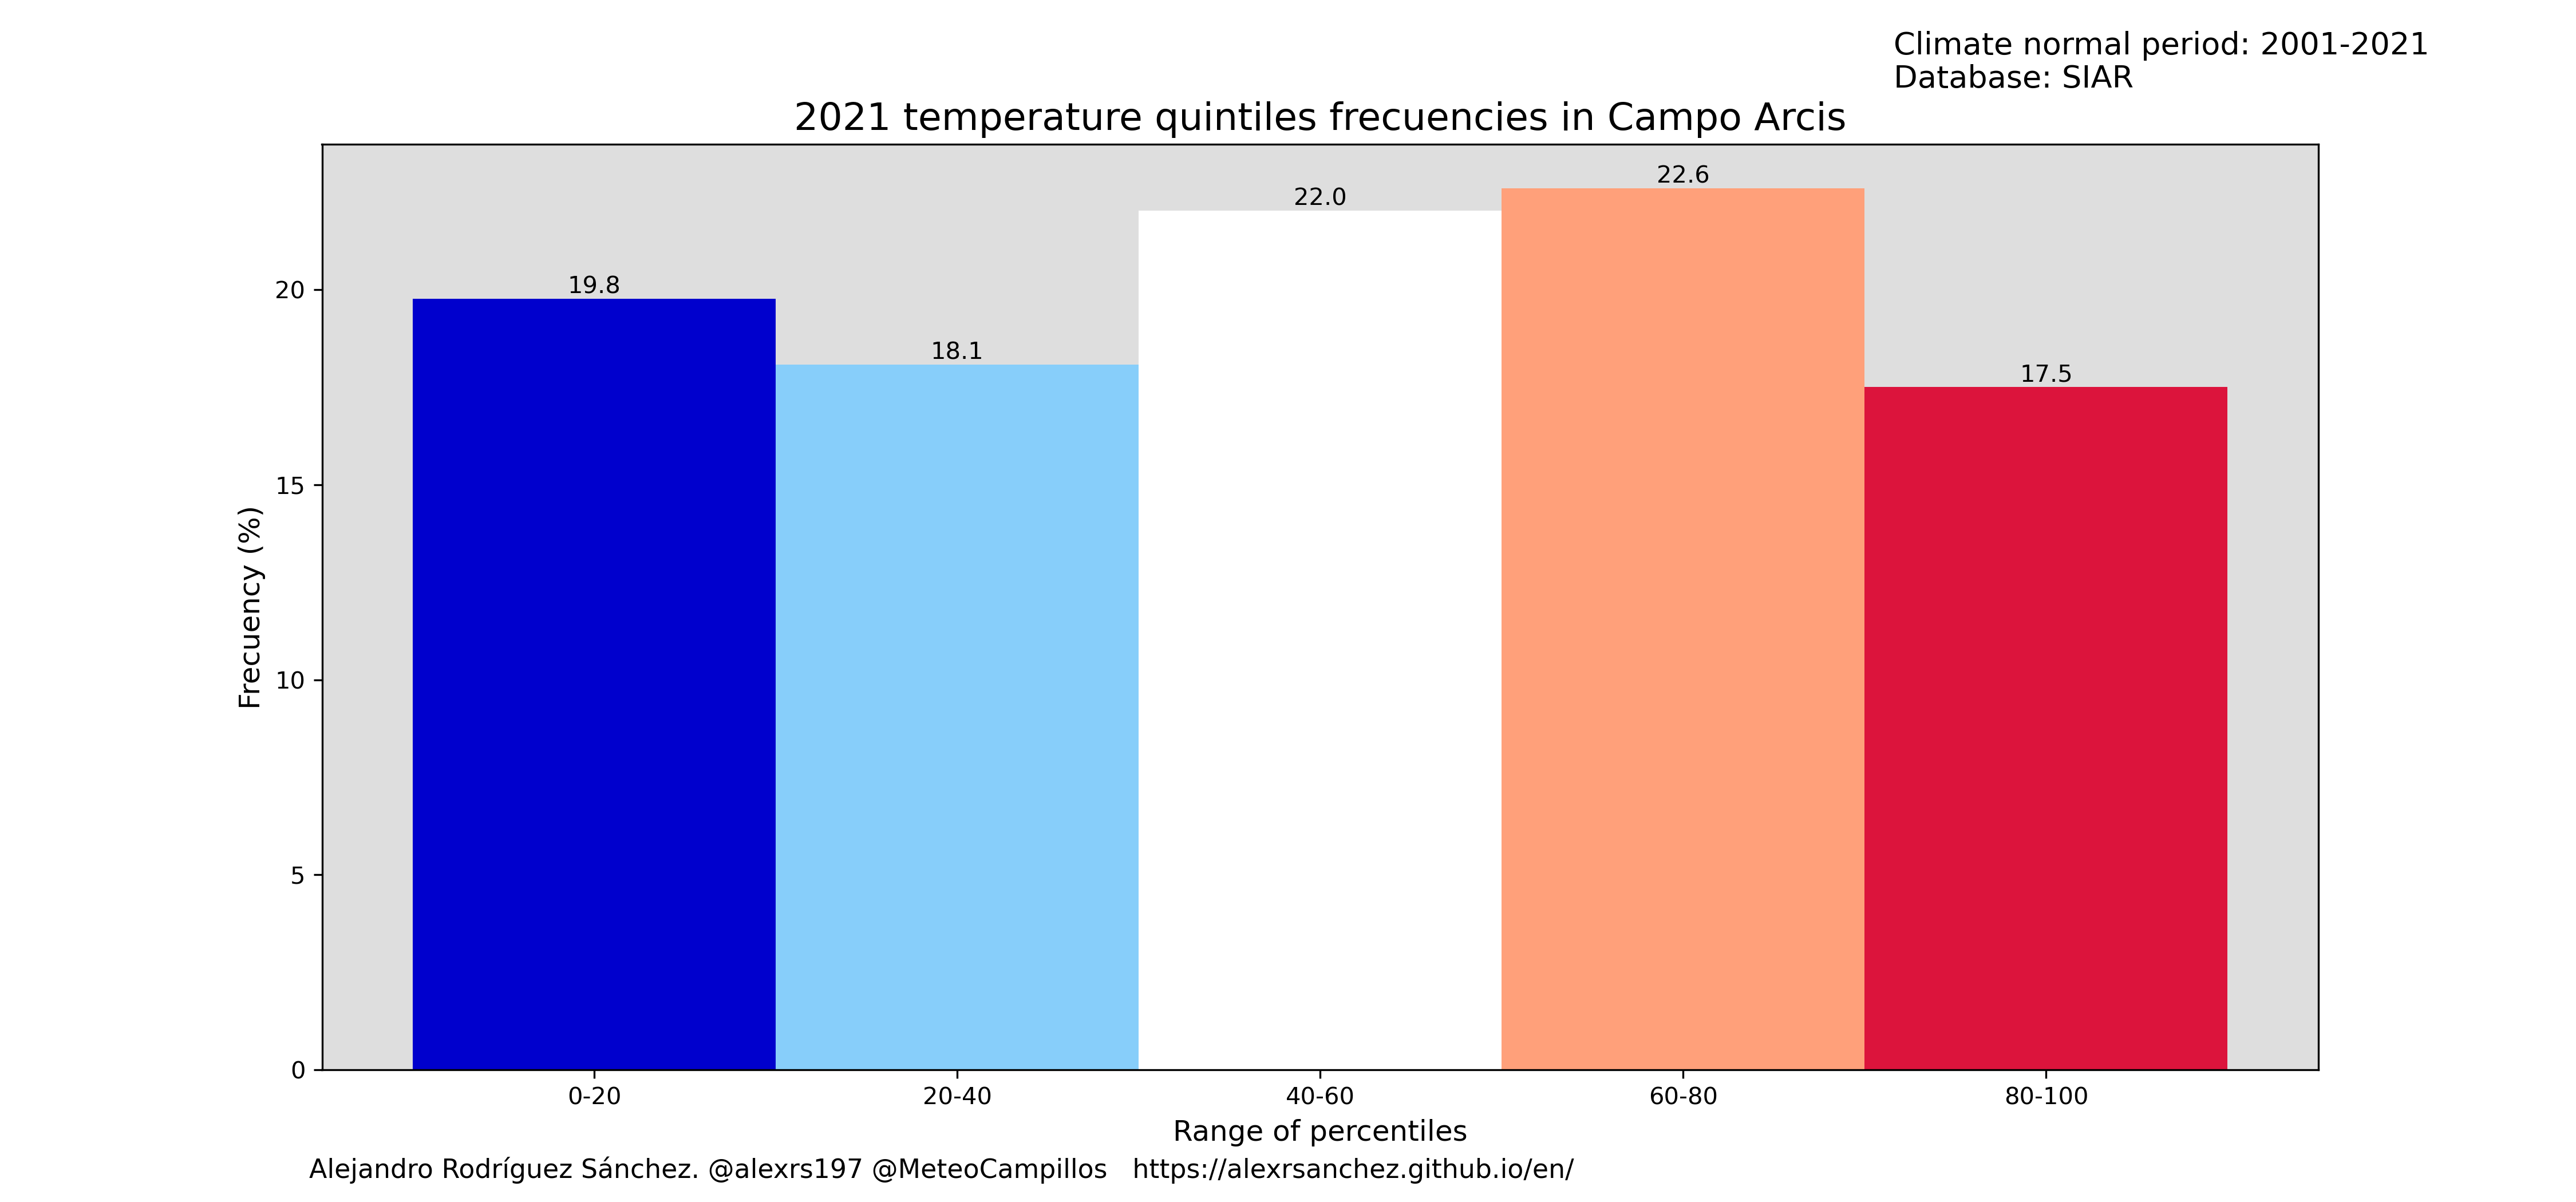 Climate normal period: 2001-2021
Database: SIAR
2021 temperature quintiles frecuencies in Campo Arcis
22.6
22.0
19.8
18.1
17.5
20
15
10
5
0
Frecuency (%)
0-20 20-40 40-60 60-80 80-100
Range of percentiles
Alejandro Rodríguez Sánchez. @alexrs197 @MeteoCampillos https://alexrsanchez.github.io/en/